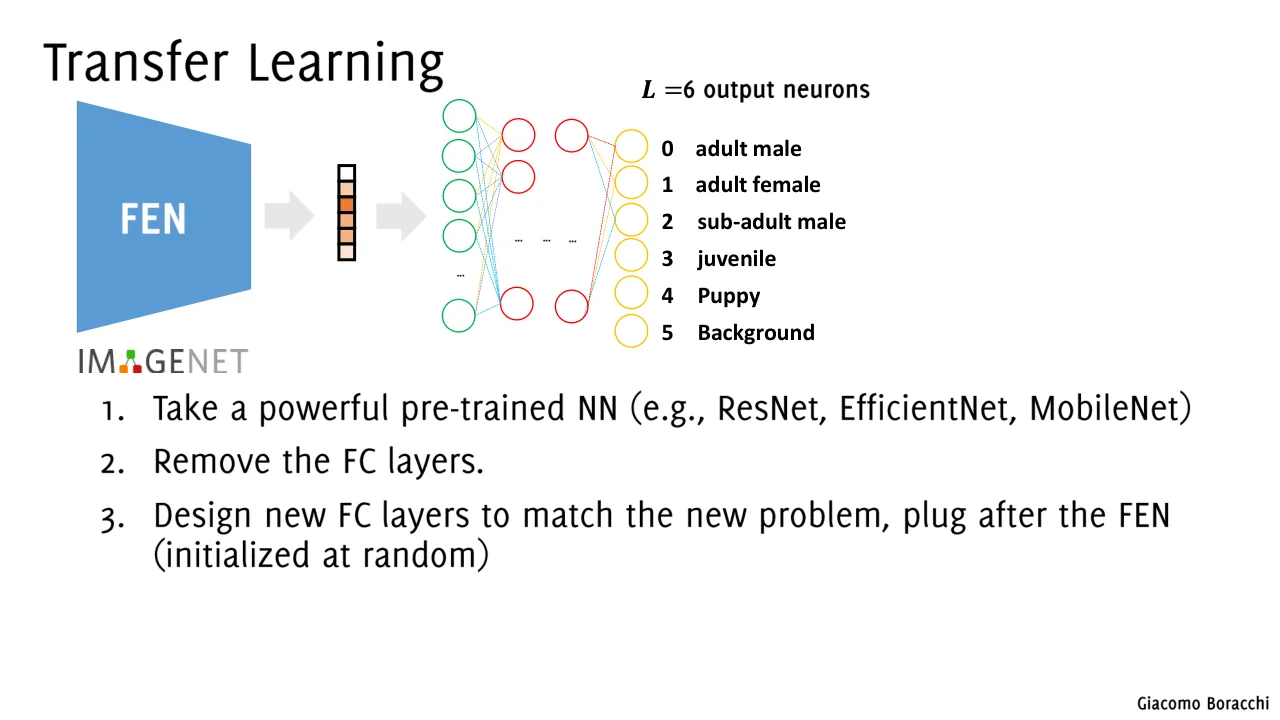 Transfer Learning
L =6 output neurons
FEN
0 adult male
1 adult female
2 sub-adult male
3 juvenile
4 Puppy
5 Background
... ... ...
...
IMAGENET
1. Take a powerful pre-trained NN (e.g., ResNet, EfficientNet, MobileNet)
2. Remove the FC layers.
3. Design new FC layers to match the new problem, plug after the FEN
(initialized at random)
Giacomo Boracchi